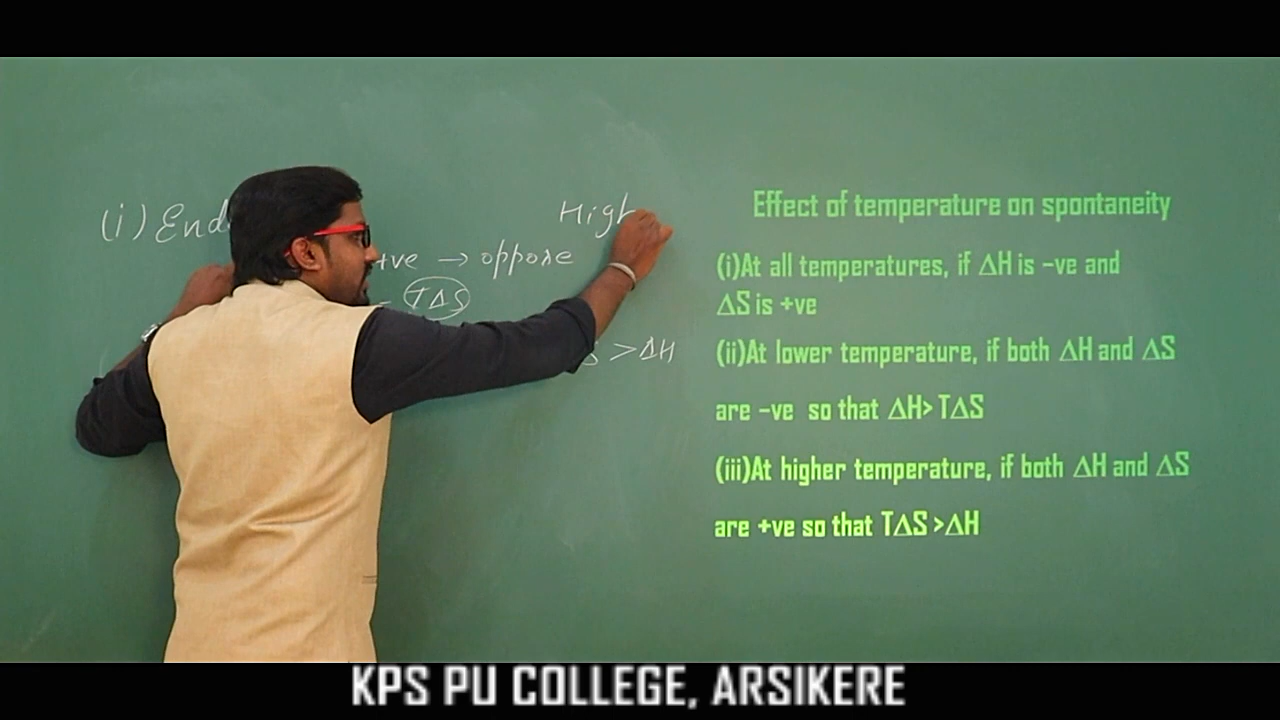 (i) End
High
+ve → oppose
- TΔS
S > ΔH
Effect of temperature on spontaneity
(i)At all temperatures, if ΔH is –ve and
ΔS is +ve
(ii)At lower temperature, if both ΔH and ΔS
are –ve so that ΔH> TΔS
(iii)At higher temperature, if both ΔH and ΔS
are +ve so that TΔS >ΔH
KPS PU COLLEGE, ARSIKERE